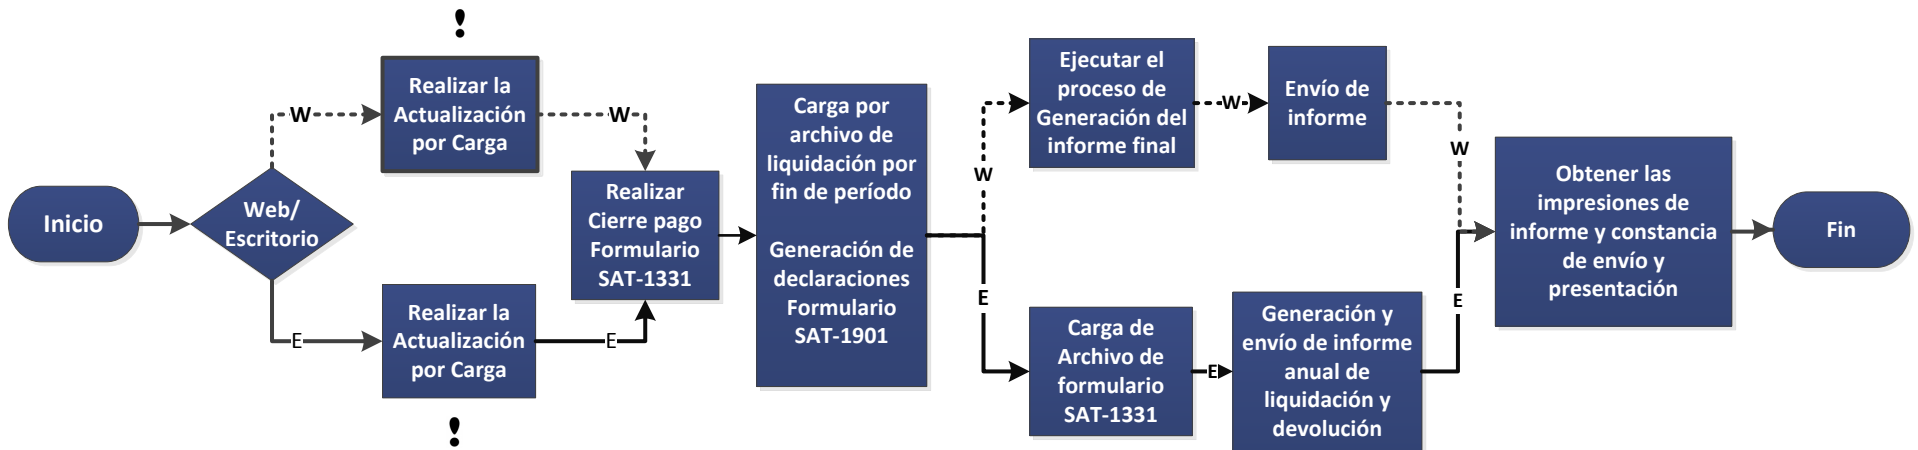 !
Realizar la
Actualización
por Carga
W
W
Inicio
Web/
Escritorio
E
Realizar la
Actualización
por Carga
!
E
Realizar
Cierre pago
Formulario
SAT-1331
Carga por
archivo de
liquidación por
fin de período
Generación de
declaraciones
Formulario
SAT-1901
W
Ejecutar el
proceso de
Generación del
informe final
W
Envío de
informe
W
E
Carga de
Archivo de
formulario
SAT-1331
E
Generación y
envío de informe
anual de
liquidación y
devolución
E
Obtener las
impresiones de
informe y constancia
de envío y
presentación
Fin